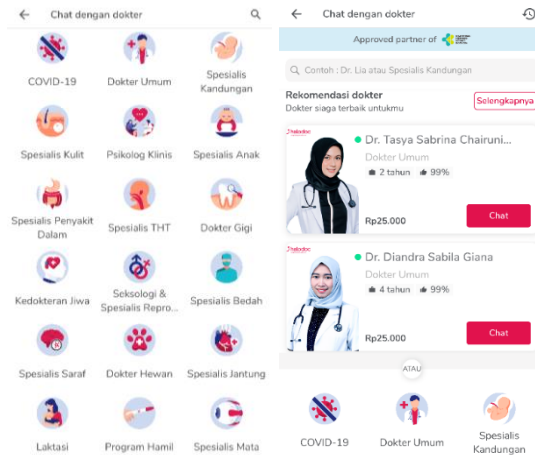 Chat dengan dokter
COVID-19
Dokter Umum
Spesialis
Kandungan
Spesialis Kulit
Psikolog Klinis
Spesialis Anak
Spesialis Penyakit
Dalam
Spesialis THT
Dokter Gigi
Kedokteran Jiwa
Seksologi &
Spesialis Repro...
Spesialis Bedah
Spesialis Saraf
Dokter Hewan
Spesialis Jantung
Laktasi
Program Hamil
Spesialis Mata
Chat dengan dokter
Approved partner of
Contoh : Dr. Lia atau Spesialis Kandungan
Rekomendasi dokter
Dokter siaga terbaik untukmu
Selengkapnya
halodoc
Dr. Tasya Sabrina Chairuni...
Dokter Umum
2 tahun 99%
Rp25.000
Chat
halodoc
Dr. Diandra Sabila Giana
Dokter Umum
4 tahun 99%
Rp25.000
Chat
ATAU
COVID-19
Dokter Umum
Spesialis
Kandungan